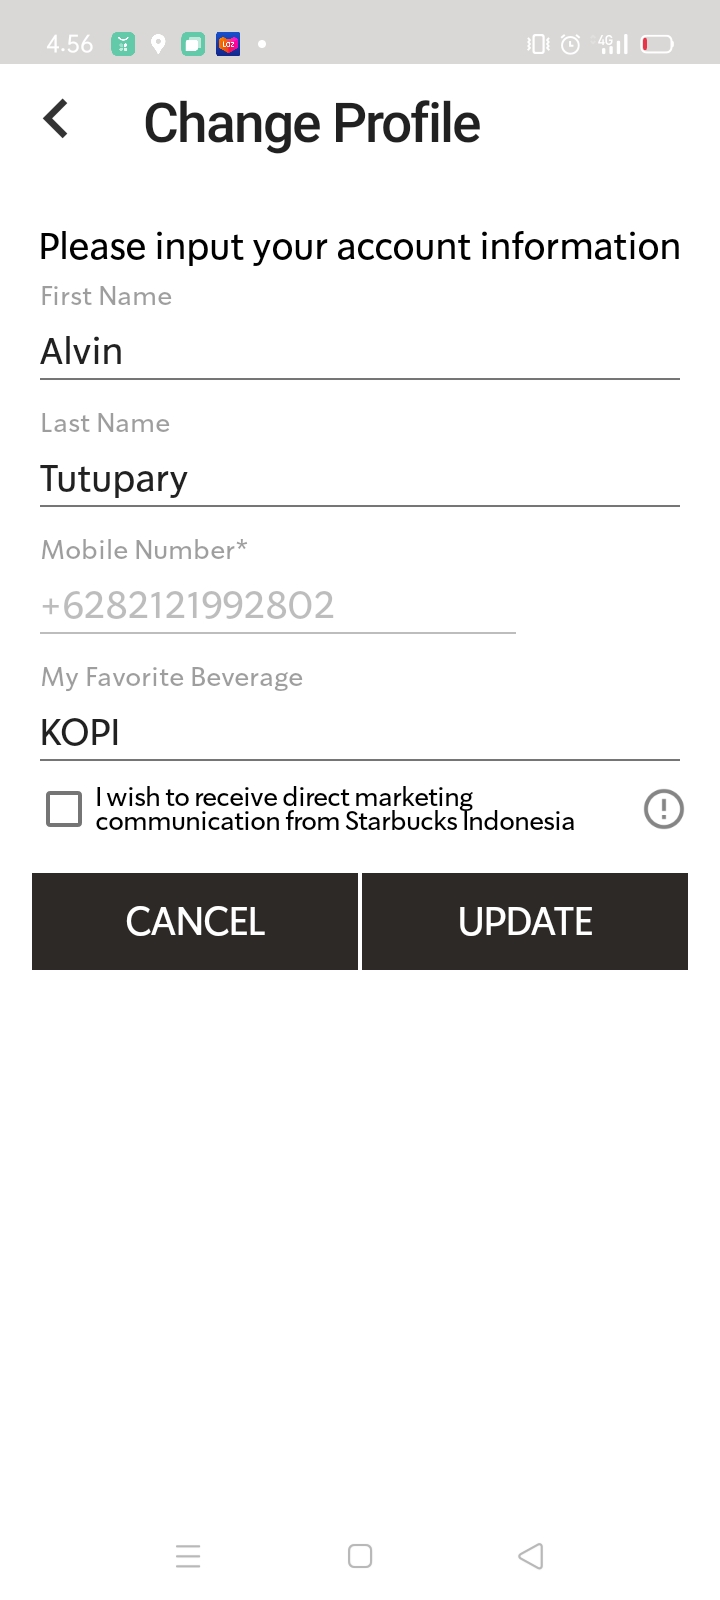 4.56
Laz
4G
Change Profile
Please input your account information
First Name
Alvin
Last Name
Tutupary
Mobile Number*
+6282121992802
My Favorite Beverage
KOPI
I wish to receive direct marketing
communication from Starbucks Indonesia
CANCEL
UPDATE